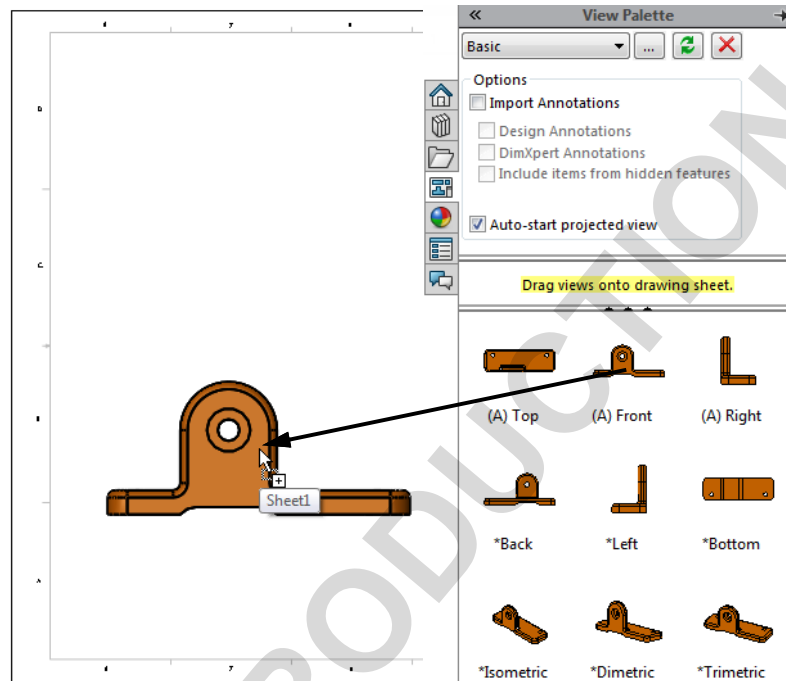 View Palette
Basic
...
Options
Import Annotations
Design Annotations
DimXpert Annotations
Include items from hidden features
Auto-start projected view
Drag views onto drawing sheet.
(A) Top (A) Front (A) Right
*Back *Left *Bottom
*Isometric *Dimetric *Trimetric
Sheet1
PRODUCTION